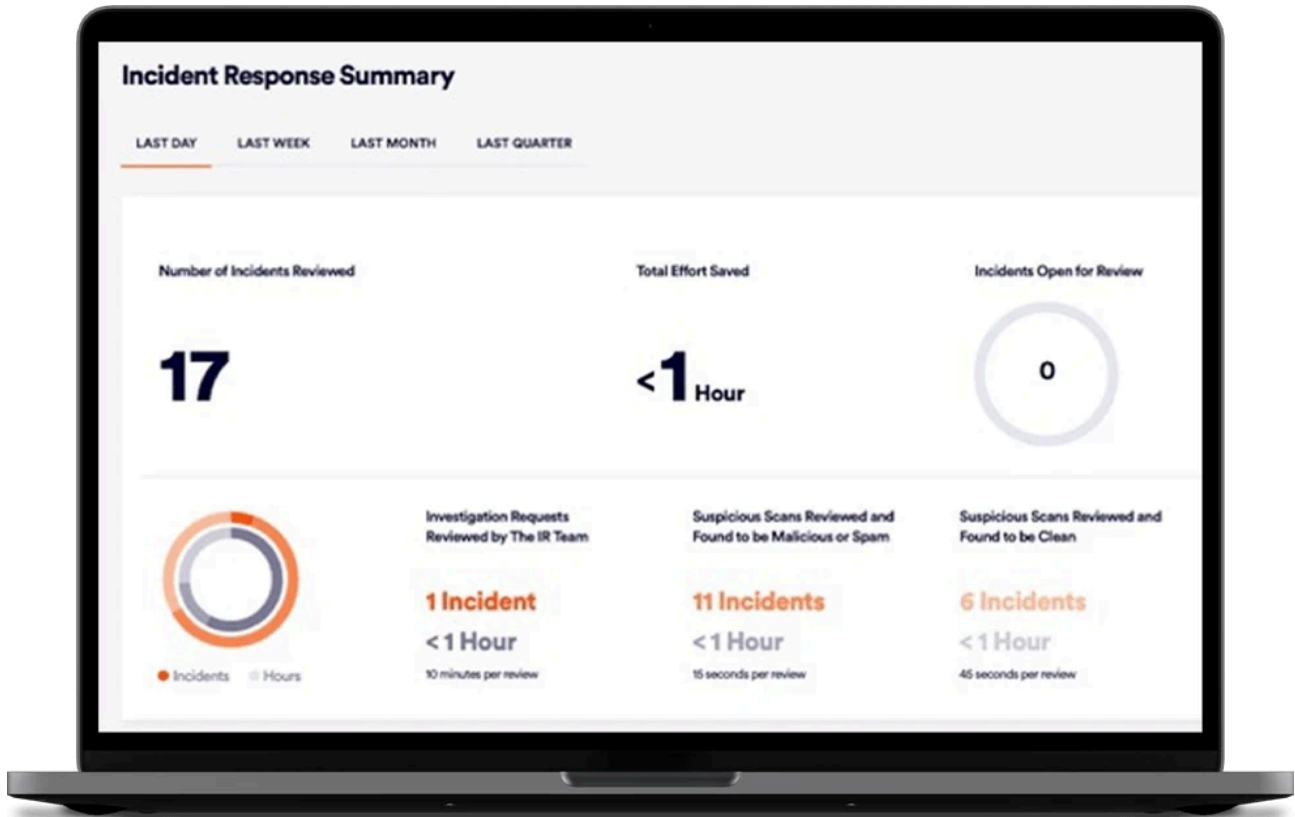 Incident Response Summary
LAST DAY LAST WEEK LAST MONTH LAST QUARTER
Number of Incidents Reviewed
17
Total Effort Saved
<1 Hour
Incidents Open for Review
0
Incidents Hours
Investigation Requests
Reviewed by The IR Team
1 Incident
< 1 Hour
10 minutes per review
Suspicious Scans Reviewed and
Found to be Malicious or Spam
11 Incidents
< 1 Hour
15 seconds per review
Suspicious Scans Reviewed and
Found to be Clean
6 Incidents
< 1 Hour
45 seconds per review